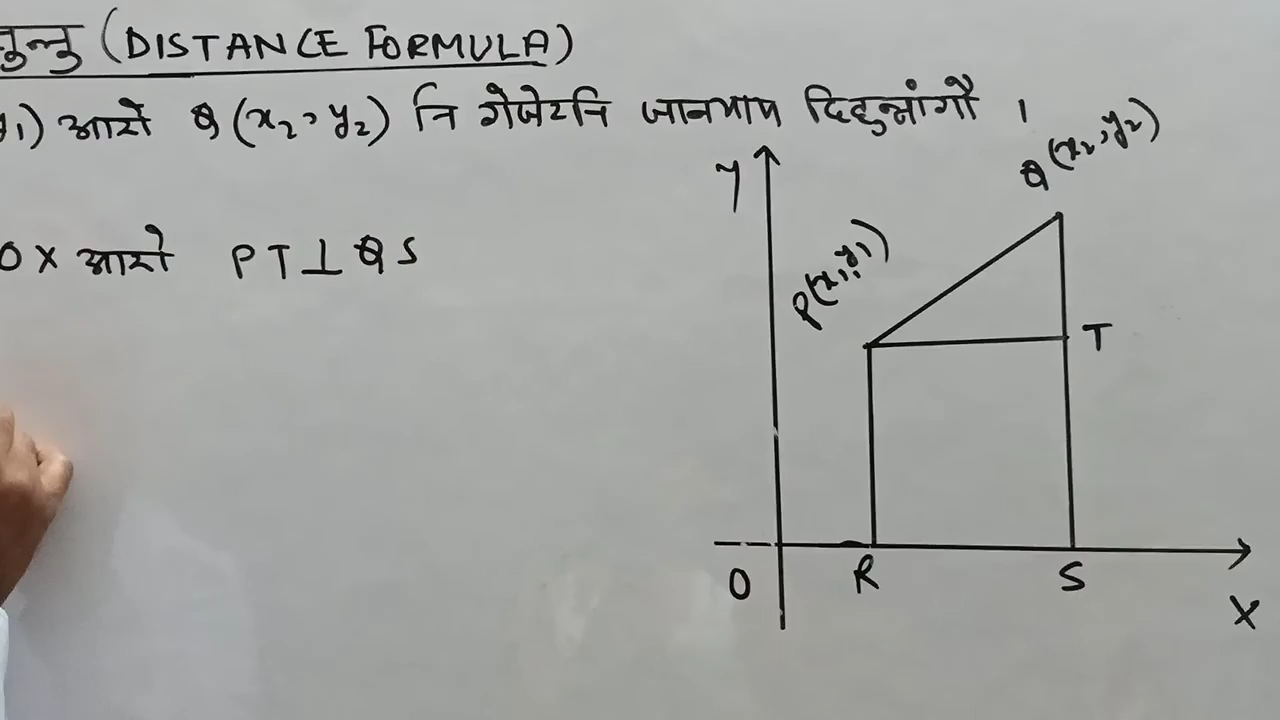 (DISTANCE FORMULA)
आरो Q(x₂, y₂) नि गेजेरनि जानथाय दिहुन्नांगौ ।
OX आरो PT⊥QS
y
Q(x₂, y₂)
P(x₁, y₁)
T
O
R
S
X